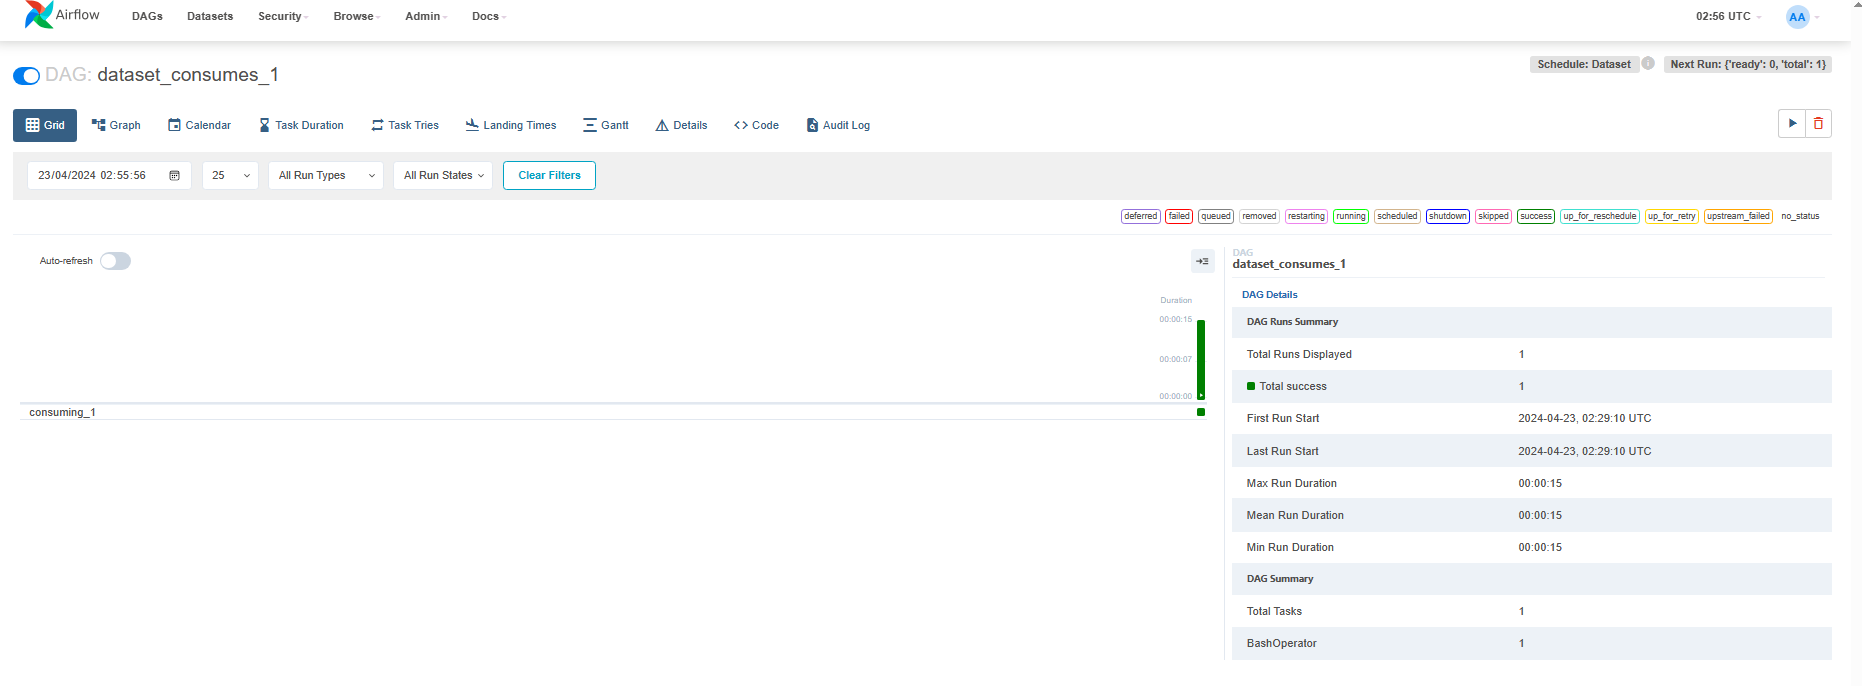 Airflow DAGs Datasets Security Browse Admin Docs 02:56 UTC AA
DAG: dataset_consumes_1 Schedule: Dataset i Next Run: {'ready': 0, 'total': 1}
Grid Graph Calendar Task Duration Task Tries Landing Times Gantt Details Code Audit Log
23/04/2024 02:55:56 25 All Run Types All Run States Clear Filters
deferred failed queued removed restarting running scheduled shutdown skipped success up_for_reschedule up_for_retry upstream_failed no_status
Auto-refresh
Duration
00:00:15
00:00:07
00:00:00
consuming_1
DAG
dataset_consumes_1
DAG Details
DAG Runs Summary
Total Runs Displayed 1
Total success 1
First Run Start 2024-04-23, 02:29:10 UTC
Last Run Start 2024-04-23, 02:29:10 UTC
Max Run Duration 00:00:15
Mean Run Duration 00:00:15
Min Run Duration 00:00:15
DAG Summary
Total Tasks 1
BashOperator 1